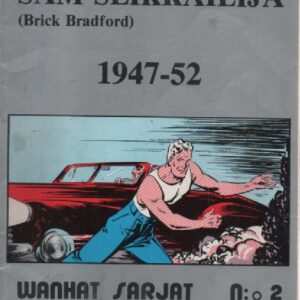 SAM SEIKKAILIJA
(Brick Bradford)
1947-52
WANHAT SARJAT N:o 2